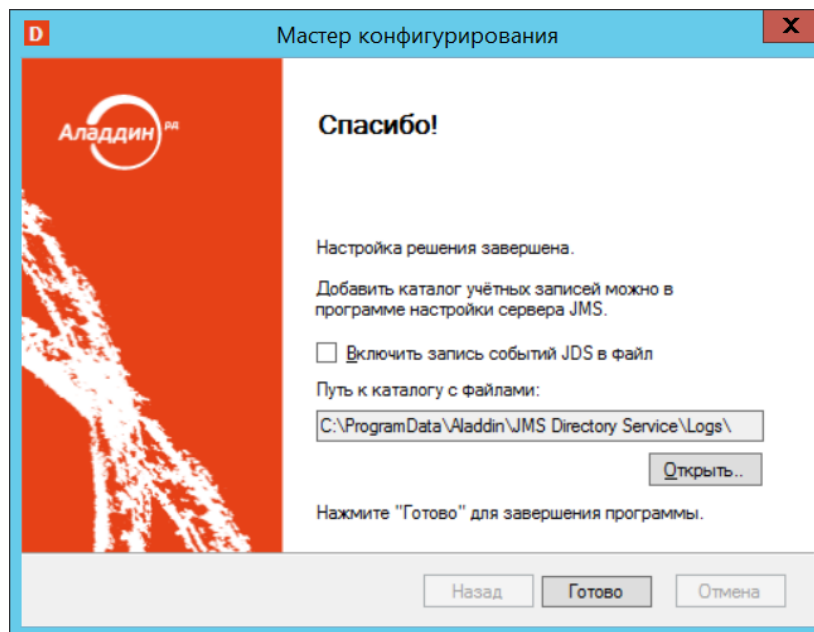 D
Мастер конфигурирования
X
Аладдин РД
Спасибо!
Настройка решения завершена.
Добавить каталог учётных записей можно в
программе настройки сервера JMS.
Включить запись событий JDS в файл
Путь к каталогу с файлами:
C:\ProgramData\Aladdin\JMS Directory Service\Logs\
Открыть..
Нажмите "Готово" для завершения программы.
Назад
Готово
Отмена